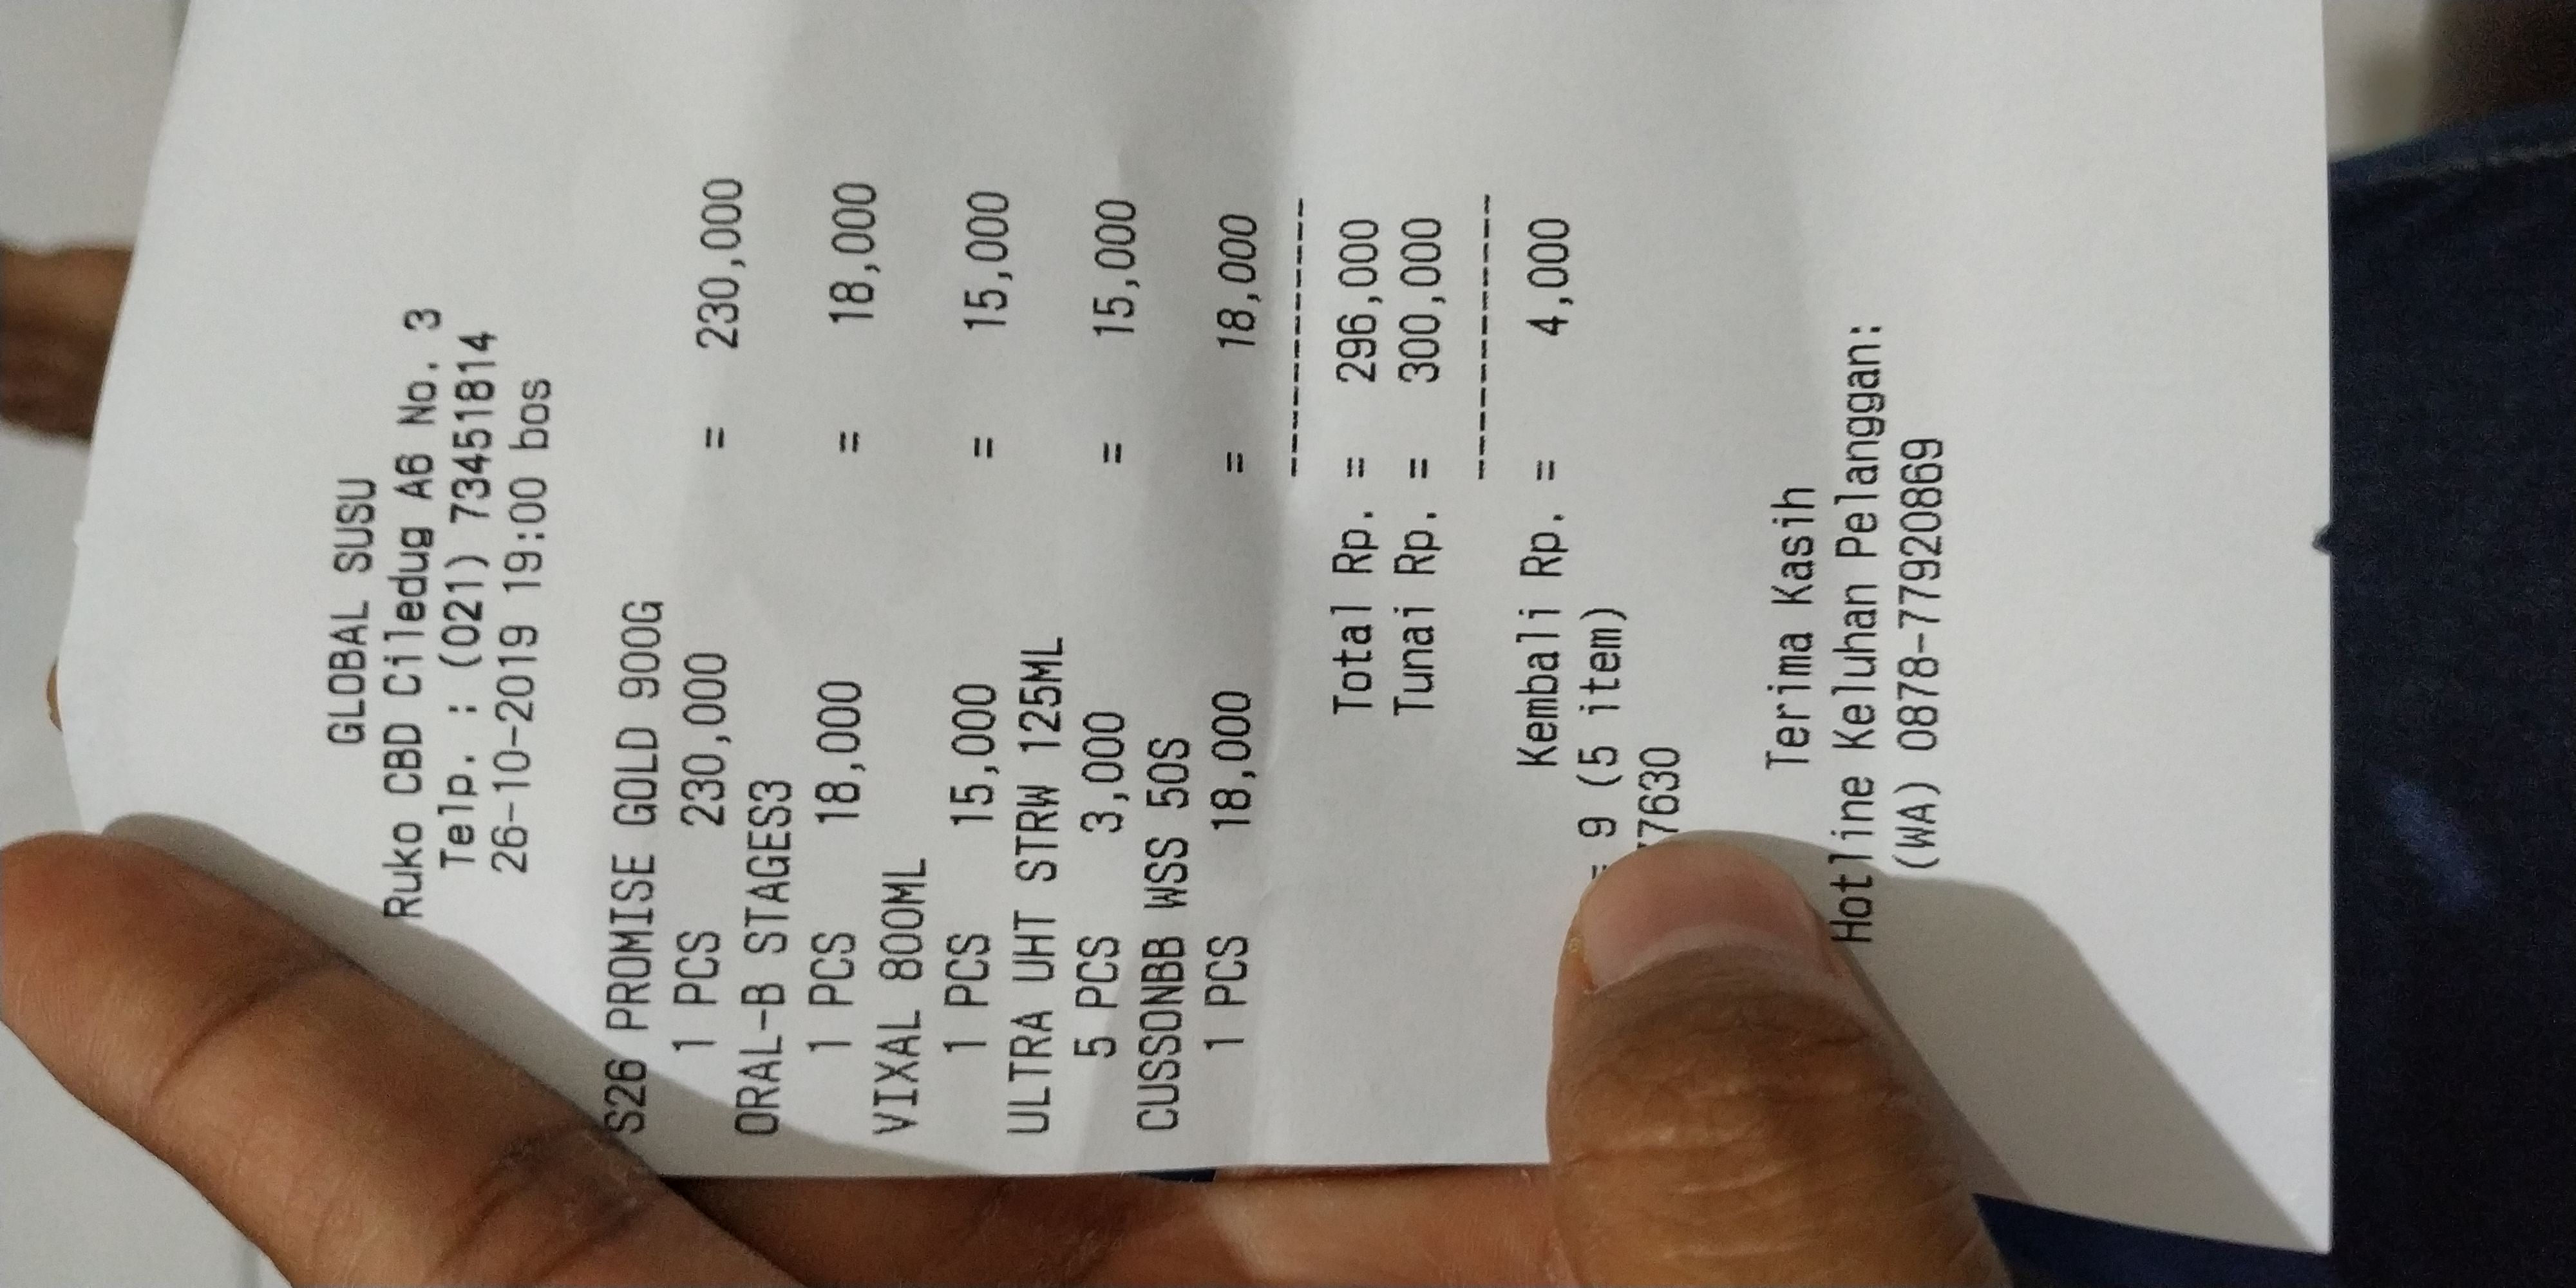 GLOBAL SUSU
Ruko CBD Ciledug A6 No. 3
Telp. : (021) 73451814
26-10-2019 19:00 bos
S26 PROMISE GOLD 900G
1 PCS 230,000 = 230,000
ORAL-B STAGES3
1 PCS 18,000 = 18,000
VIXAL 800ML
1 PCS 15,000 = 15,000
ULTRA UHT STRW 125ML
5 PCS 3,000 = 15,000
CUSSONBB WSS 50S
1 PCS 18,000 = 18,000
------------
Total Rp. = 296,000
Tunai Rp. = 300,000
------------
Kembali Rp. = 4,000
= 9 (5 item)
7630
Terima Kasih
Hotline Keluhan Pelanggan:
(WA) 0878-77920869